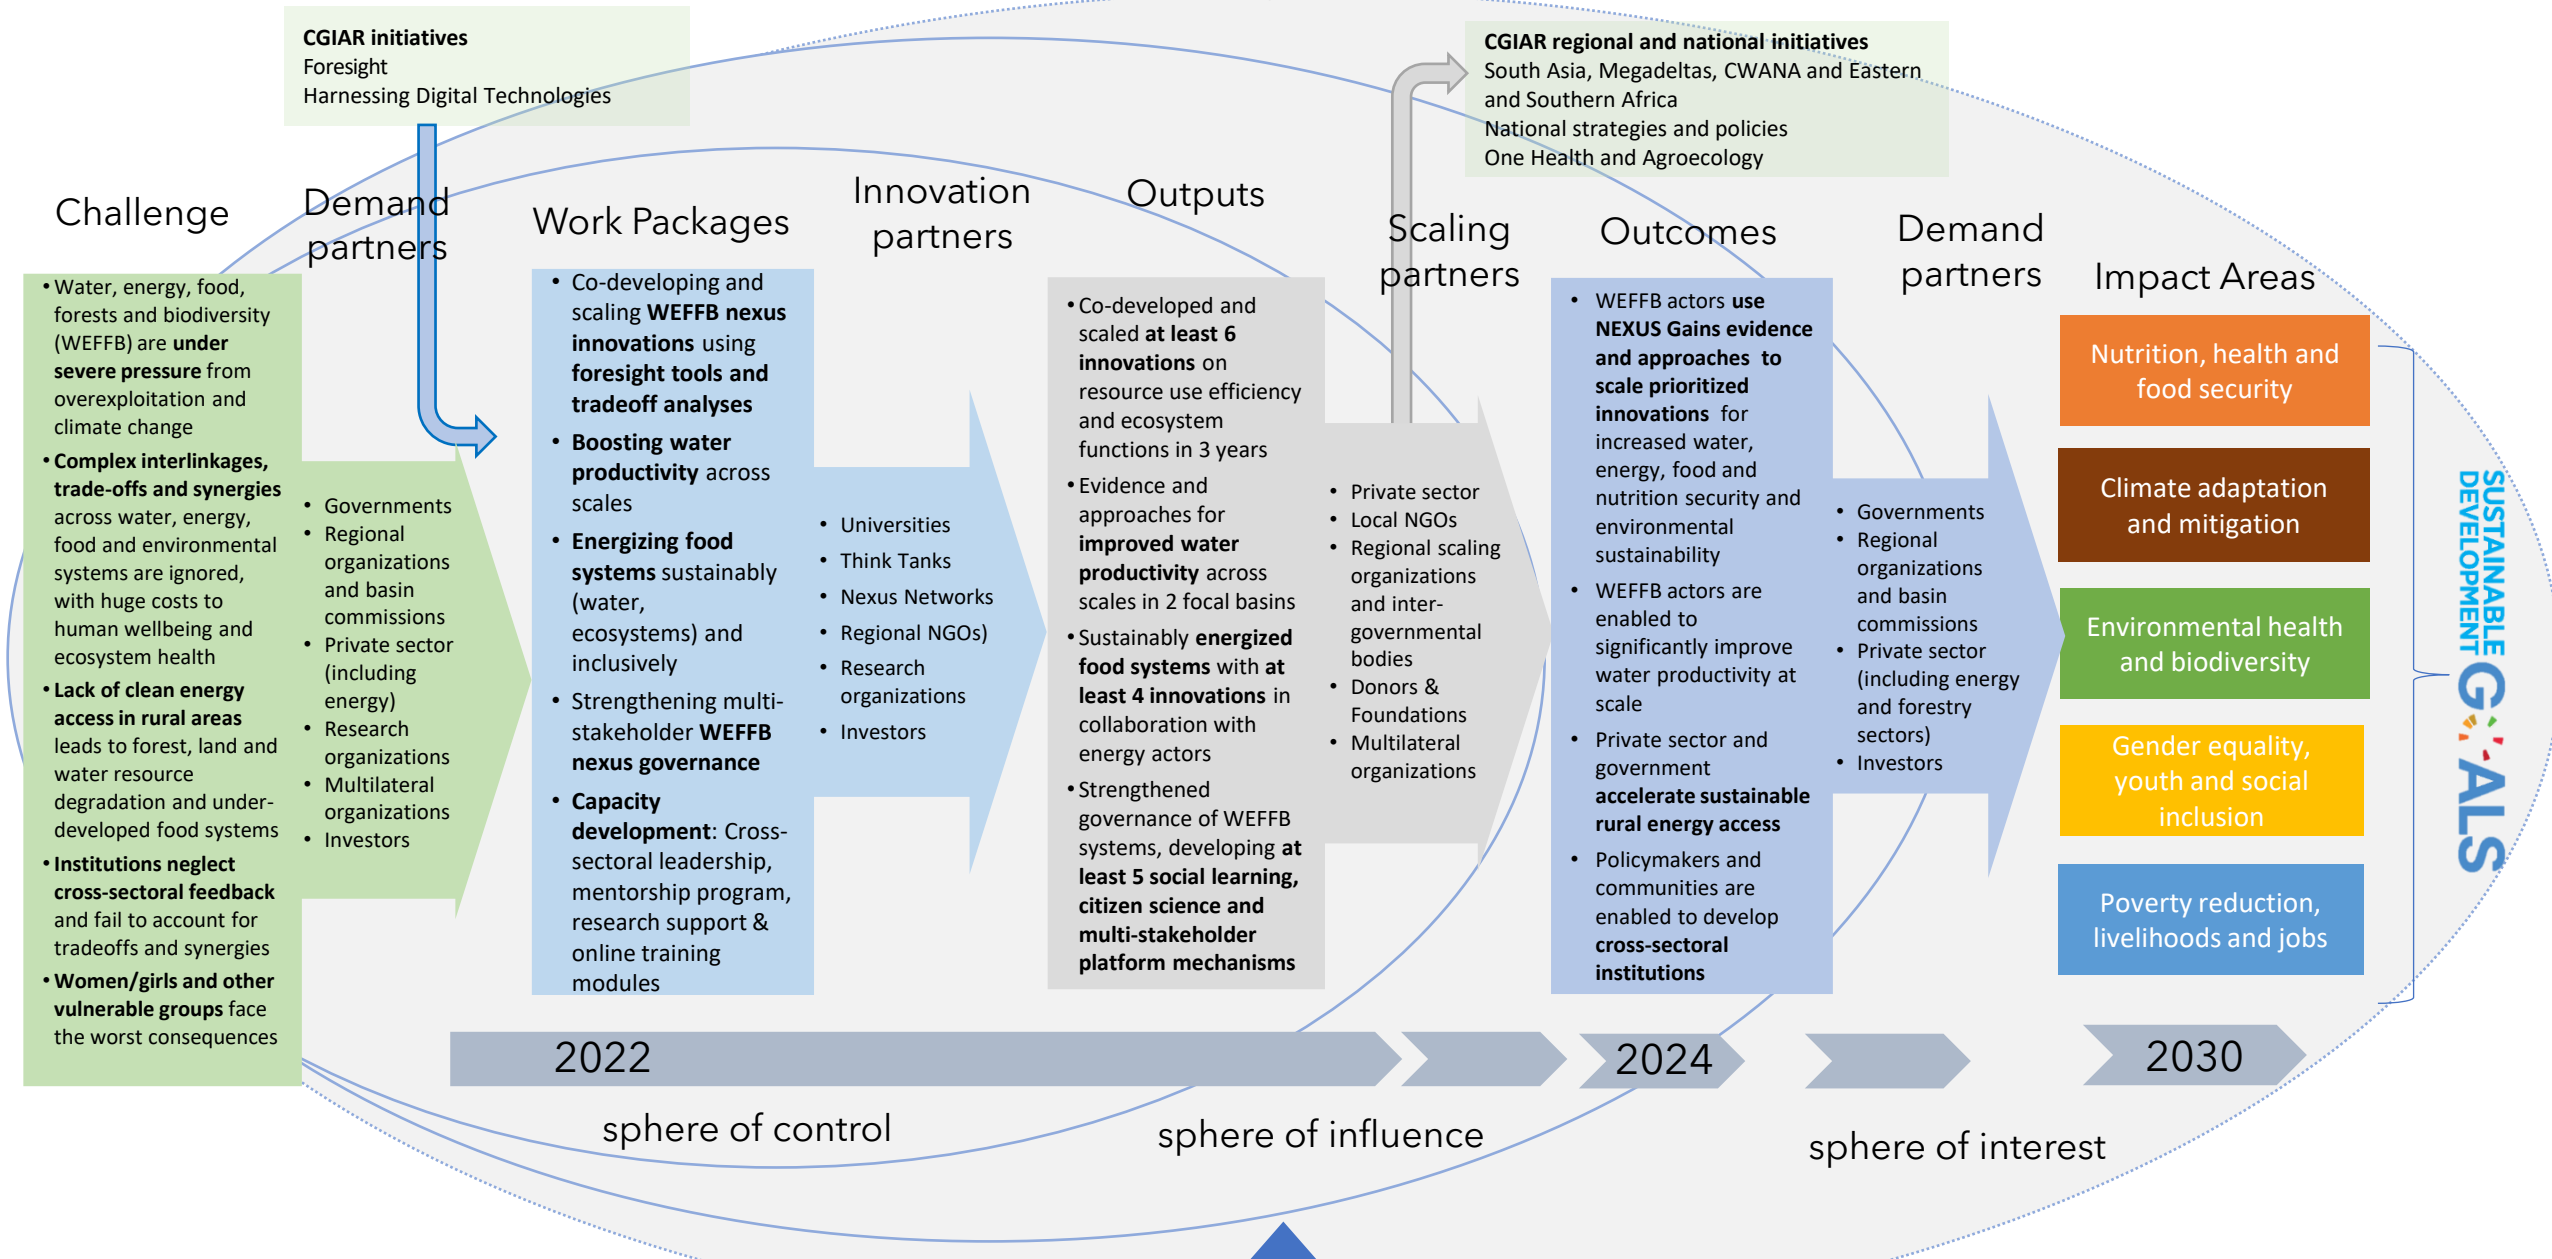 CGIAR initiatives
Foresight
Harnessing Digital Technologies
CGIAR regional and national initiatives
South Asia, Megadeltas, CWANA and Eastern
and Southern Africa
National strategies and policies
One Health and Agroecology
Challenge
• Water, energy, food,
forests and biodiversity
(WEFFB) are under
severe pressure from
overexploitation and
climate change
• Complex interlinkages,
trade-offs and synergies
across water, energy,
food and environmental
systems are ignored,
with huge costs to
human wellbeing and
ecosystem health
• Lack of clean energy
access in rural areas
leads to forest, land and
water resource
degradation and under-
developed food systems
• Institutions neglect
cross-sectoral feedback
and fail to account for
tradeoffs and synergies
• Women/girls and other
vulnerable groups face
the worst consequences
Demand
partners
• Governments
• Regional
organizations
and basin
commissions
• Private sector
(including
energy)
• Research
organizations
• Multilateral
organizations
• Investors
Work Packages
• Co-developing and
scaling WEFFB nexus
innovations using
foresight tools and
tradeoff analyses
• Boosting water
productivity across
scales
• Energizing food
systems sustainably
(water,
ecosystems) and
inclusively
• Strengthening multi-
stakeholder WEFFB
nexus governance
• Capacity
development: Cross-
sectoral leadership,
mentorship program,
research support &
online training
modules
Innovation
partners
• Universities
• Think Tanks
• Nexus Networks
• Regional NGOs)
• Research
organizations
• Investors
Outputs
• Co-developed and
scaled at least 6
innovations on
resource use efficiency
and ecosystem
functions in 3 years
• Evidence and
approaches for
improved water
productivity across
scales in 2 focal basins
• Sustainably energized
food systems with at
least 4 innovations in
collaboration with
energy actors
• Strengthened
governance of WEFFB
systems, developing at
least 5 social learning,
citizen science and
multi-stakeholder
platform mechanisms
Scaling
partners
• Private sector
• Local NGOs
• Regional scaling
organizations
and inter-
governmental
bodies
• Donors &
Foundations
• Multilateral
organizations
Outcomes
• WEFFB actors use
NEXUS Gains evidence
and approaches to
scale prioritized
innovations for
increased water,
energy, food and
nutrition security and
environmental
sustainability
• WEFFB actors are
enabled to
significantly improve
water productivity at
scale
• Private sector and
government
accelerate sustainable
rural energy access
• Policymakers and
communities are
enabled to develop
cross-sectoral
institutions
Demand
partners
• Governments
• Regional
organizations
and basin
commissions
• Private sector
(including energy
and forestry
sectors)
• Investors
Impact Areas
Nutrition, health and
food security
Climate adaptation
and mitigation
Environmental health
and biodiversity
Gender equality,
youth and social
inclusion
Poverty reduction,
livelihoods and jobs
SUSTAINABLE
DEVELOPMENT
GOALS
2022
2024
2030
sphere of control
sphere of influence
sphere of interest